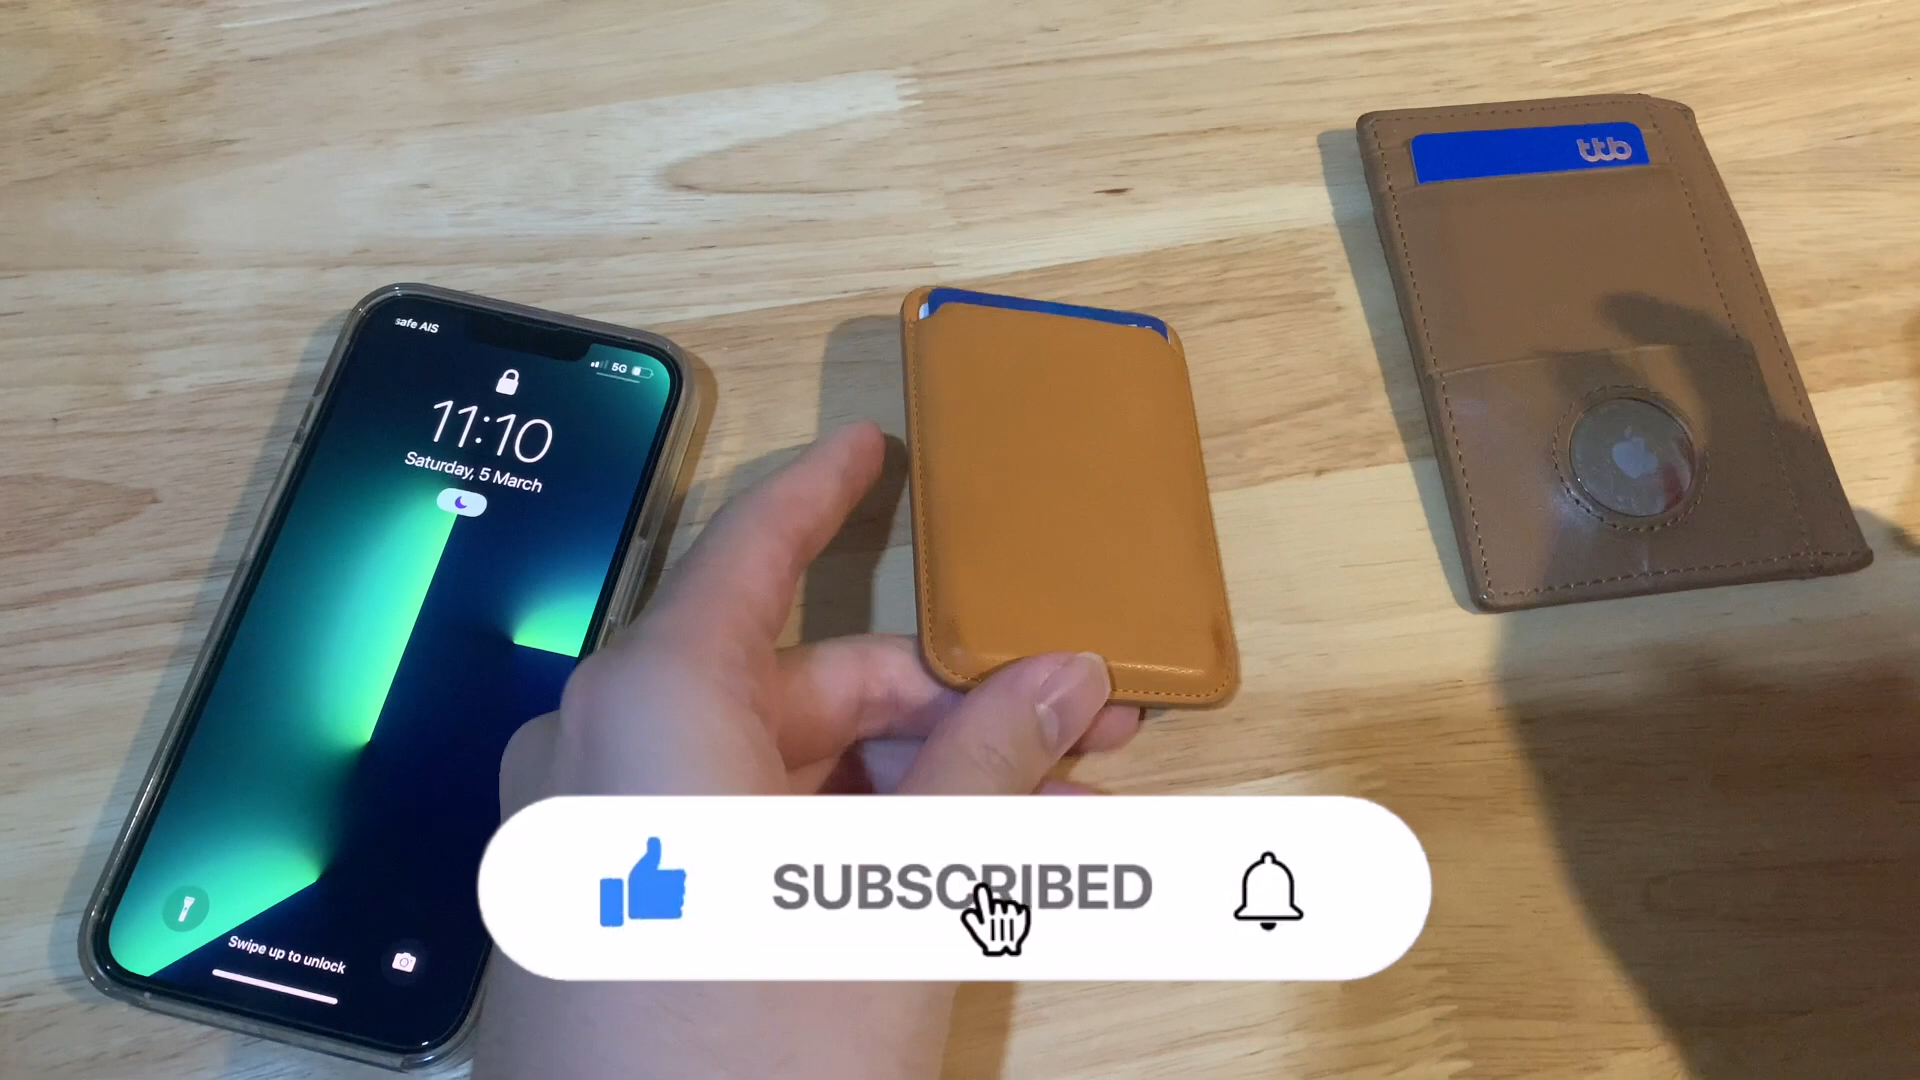 ttb
safe AIS
5G
11:10
Saturday, 5 March
Swipe up to unlock
SUBSCRIBED